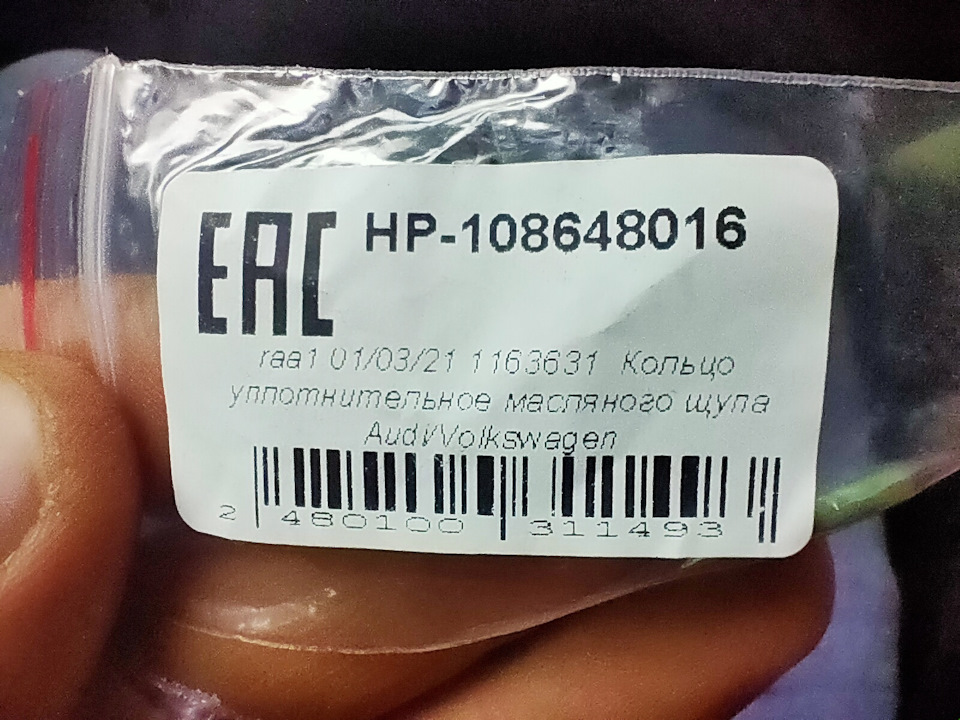 EAC HP-108648016
raa1 01/03/21 1163631 Кольцо
уплотнительное масляного щупа
Audi/Volkswagen
2 480100 311493